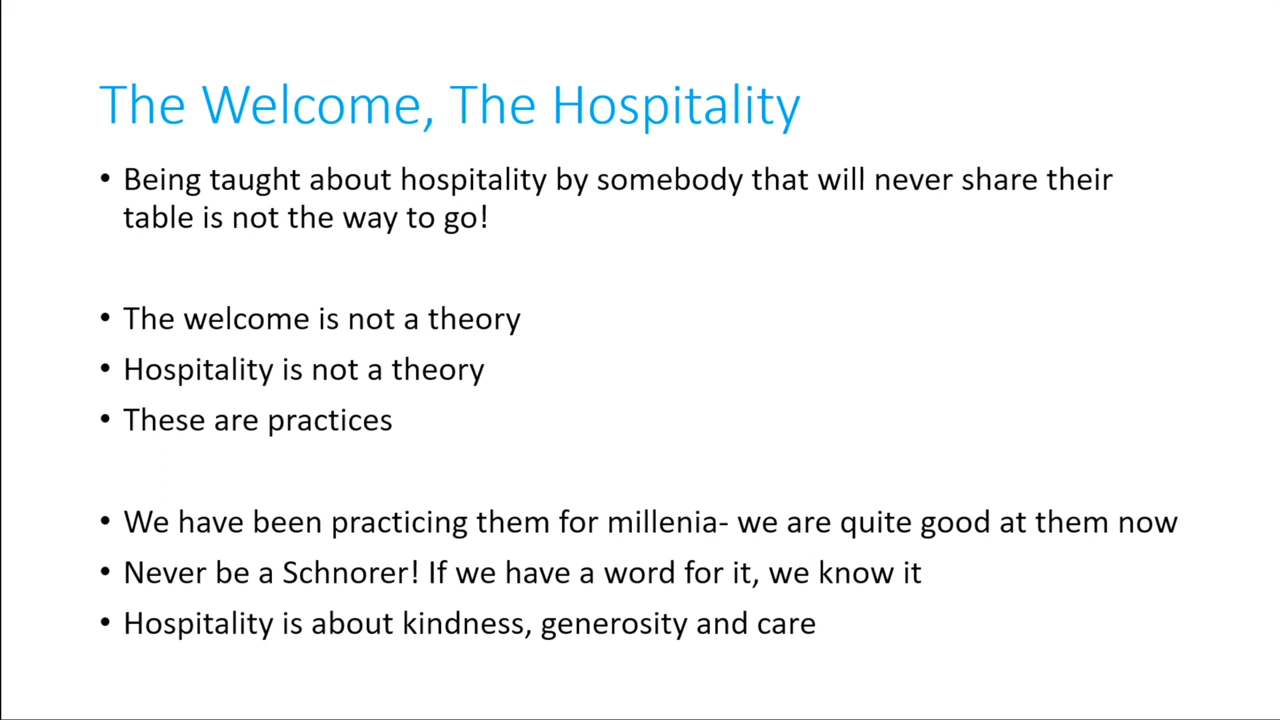 The Welcome, The Hospitality
• Being taught about hospitality by somebody that will never share their
table is not the way to go!
• The welcome is not a theory
• Hospitality is not a theory
• These are practices
• We have been practicing them for millenia- we are quite good at them now
• Never be a Schnorer! If we have a word for it, we know it
• Hospitality is about kindness, generosity and care